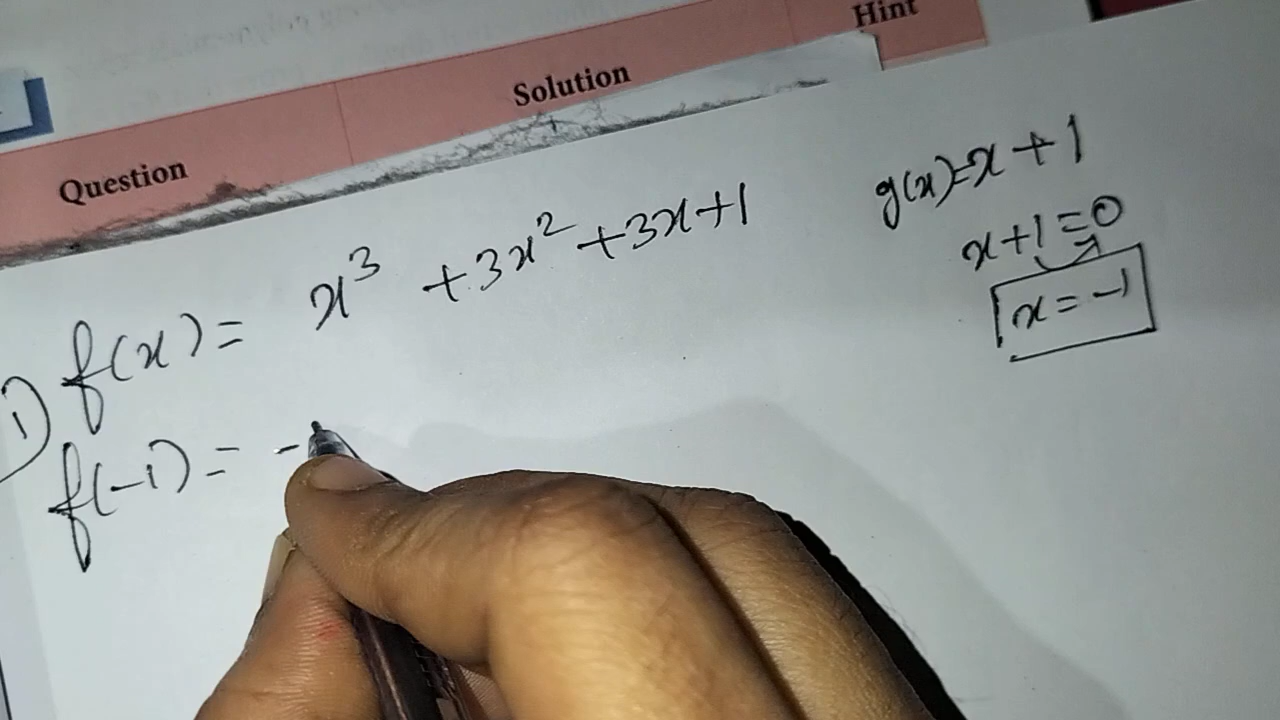 Hint
Solution
Question
g(x)=x+1
x+1=0
x=-1
1) f(x)= x³ +3x² +3x+1
f(-1)= -